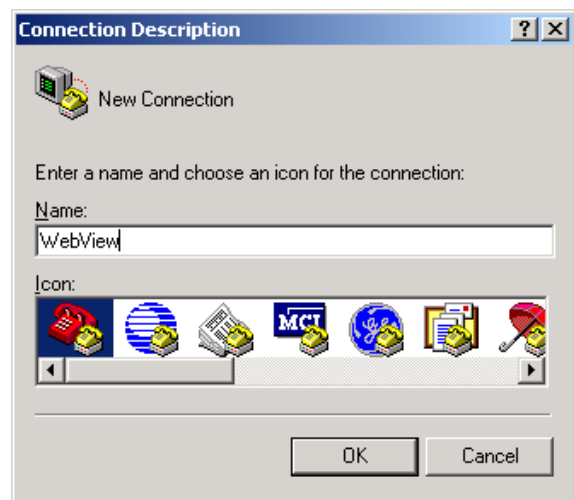 Connection Description
New Connection
Enter a name and choose an icon for the connection:
Name:
WebView
Icon:
MCI
OK
Cancel